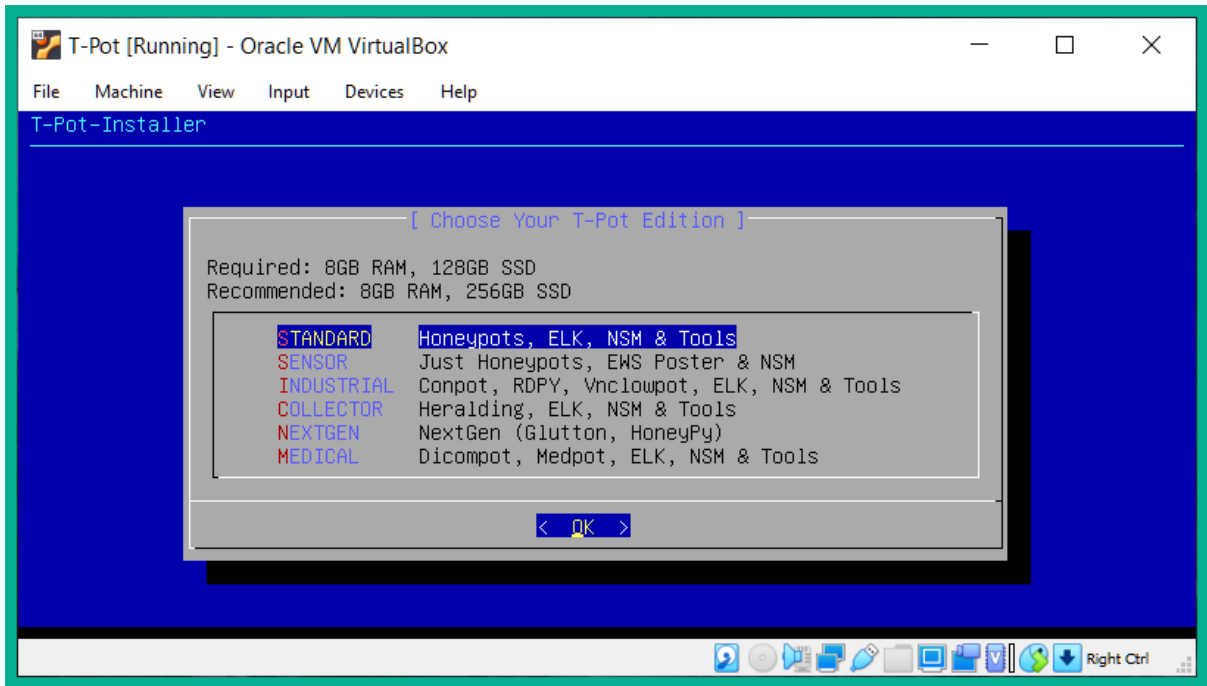 T-Pot [Running] - Oracle VM VirtualBox
File Machine View Input Devices Help
T-Pot-Installer
[ Choose Your T-Pot Edition ]
Required: 8GB RAM, 128GB SSD
Recommended: 8GB RAM, 256GB SSD
STANDARD Honeypots, ELK, NSM & Tools
SENSOR Just Honeypots, EWS Poster & NSM
INDUSTRIAL Conpot, RDPY, Vnclowpot, ELK, NSM & Tools
COLLECTOR Heralding, ELK, NSM & Tools
NEXTGEN NextGen (Glutton, HoneyPy)
MEDICAL Dicompot, Medpot, ELK, NSM & Tools
< OK >
Right Ctrl